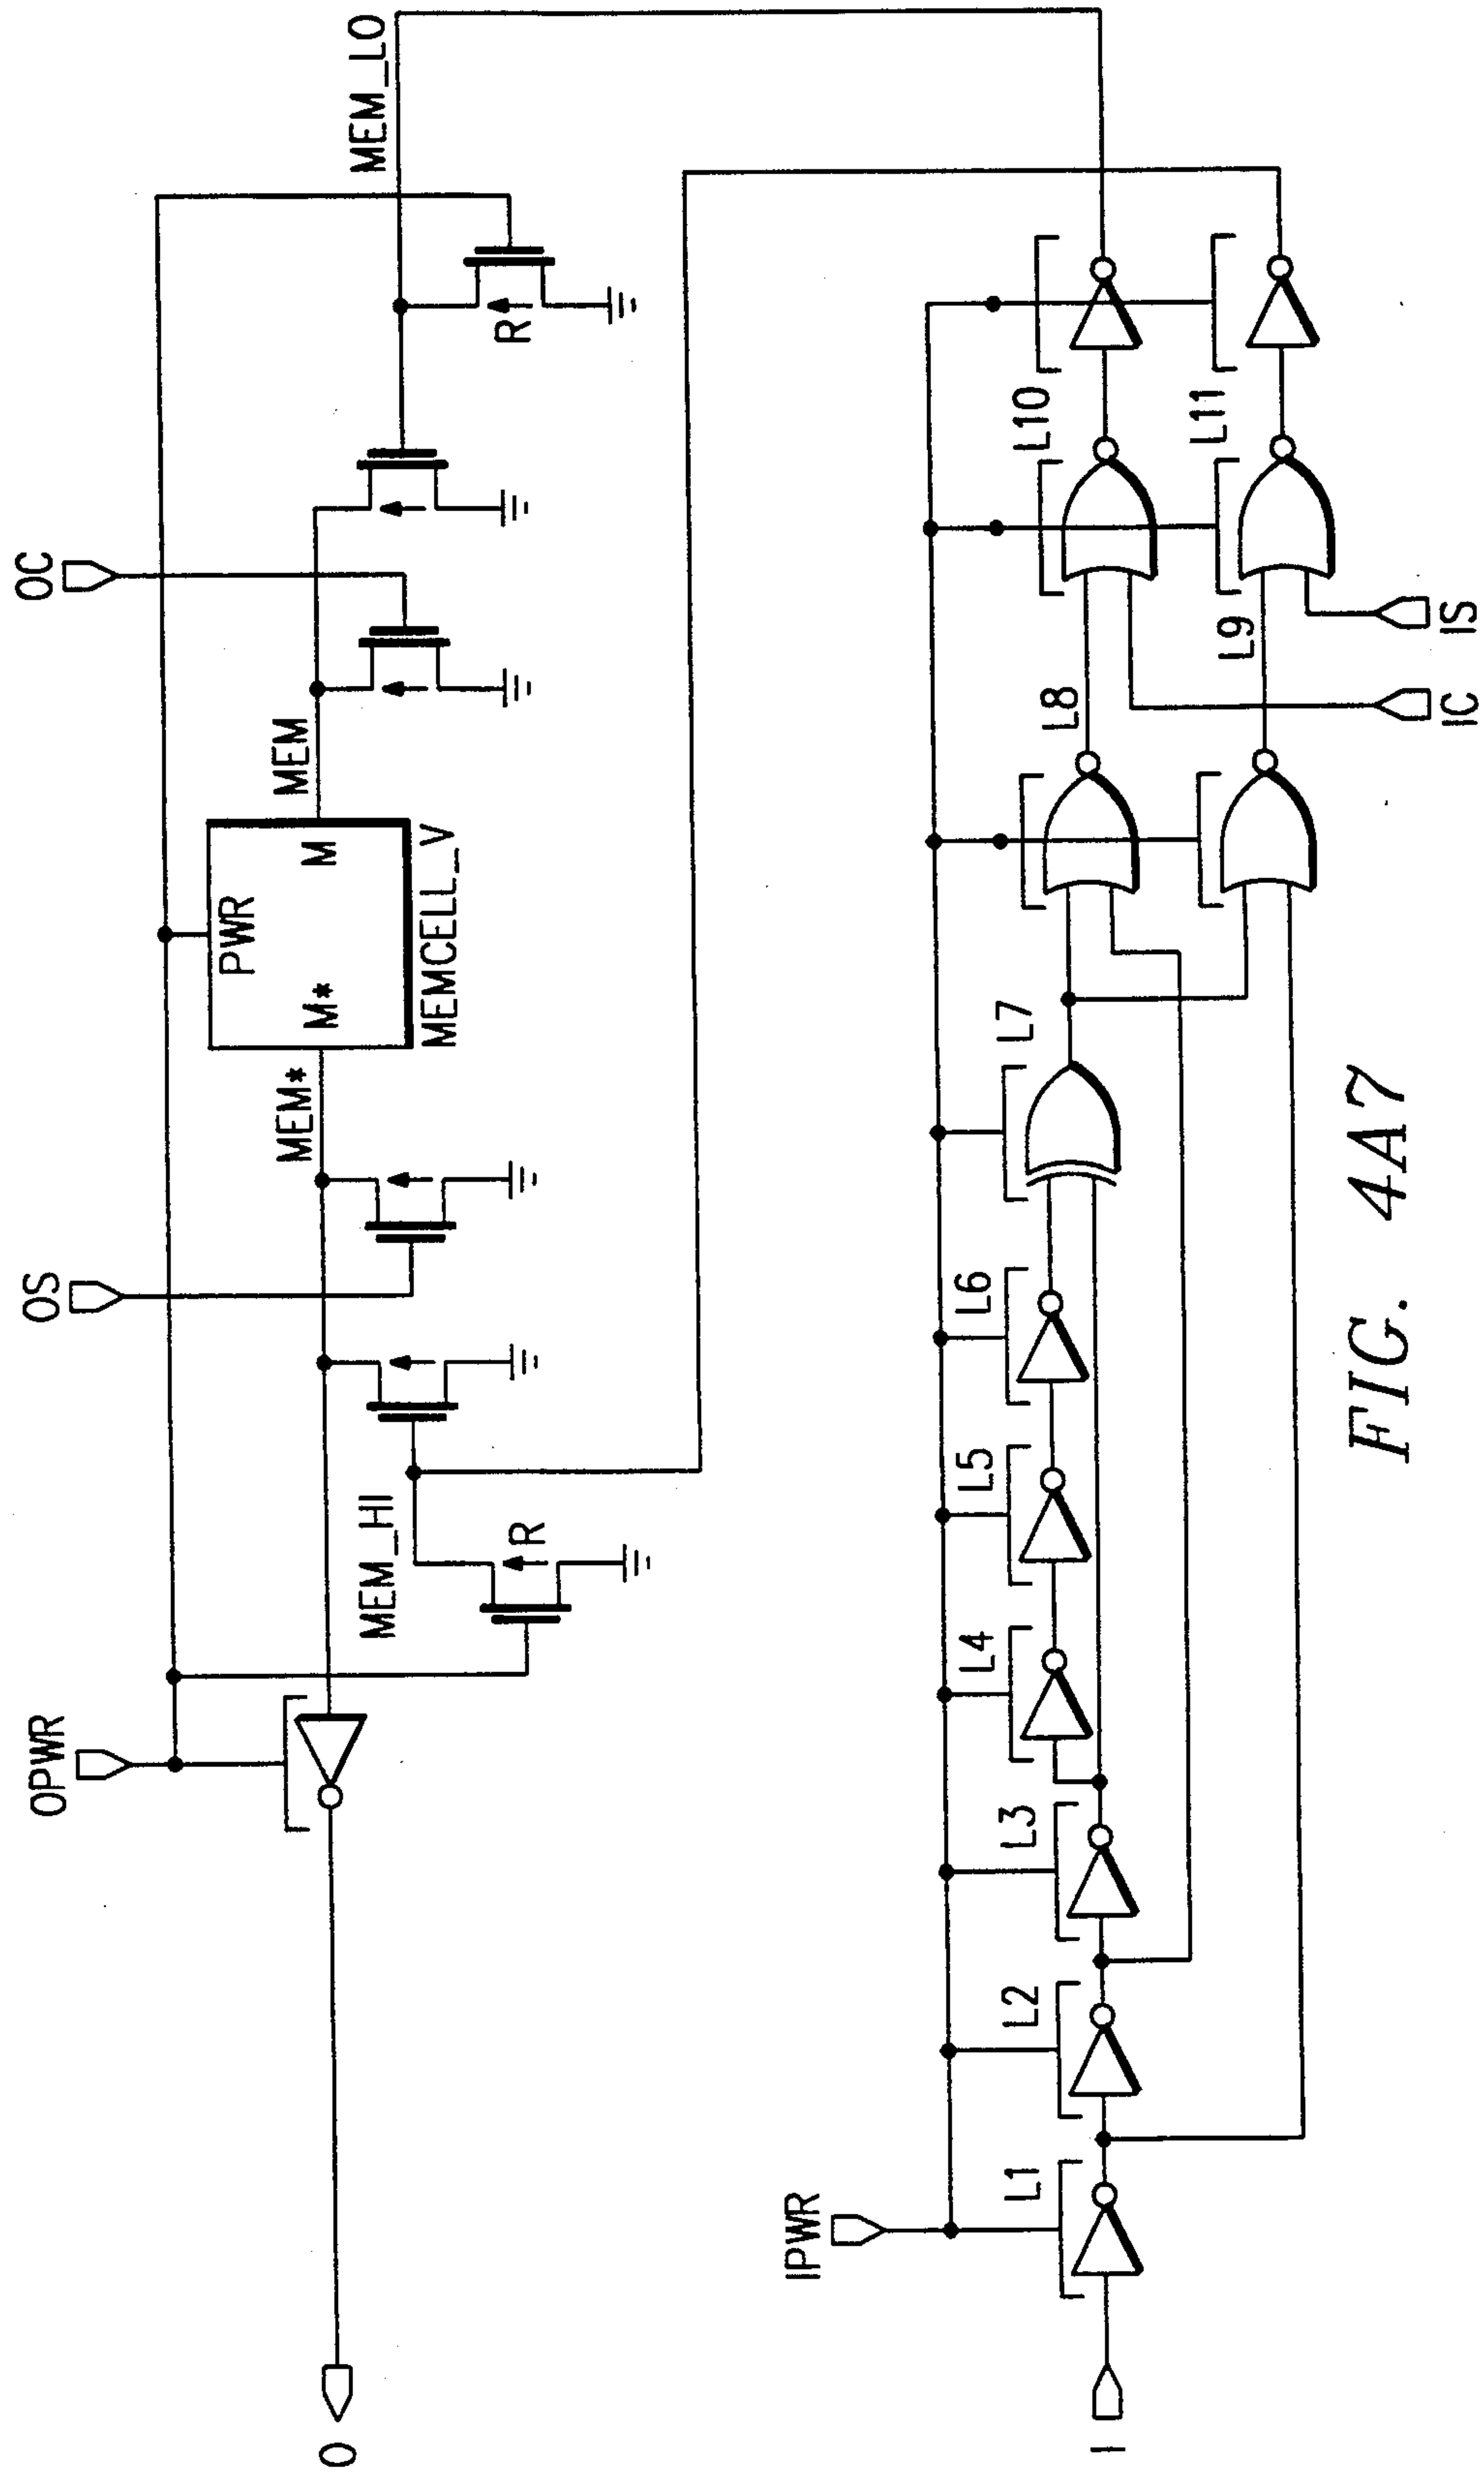 OPWR
OS
OC
O
MEM_HI
R
MEM*
PWR
M*
M
MEMCELL_V
MEM
MEM_LO
R
IPWR
I
L1
L2
L3
L4
L5
L6
L7
L8
L9
L10
L11
IC
IS
FIG. 4A7